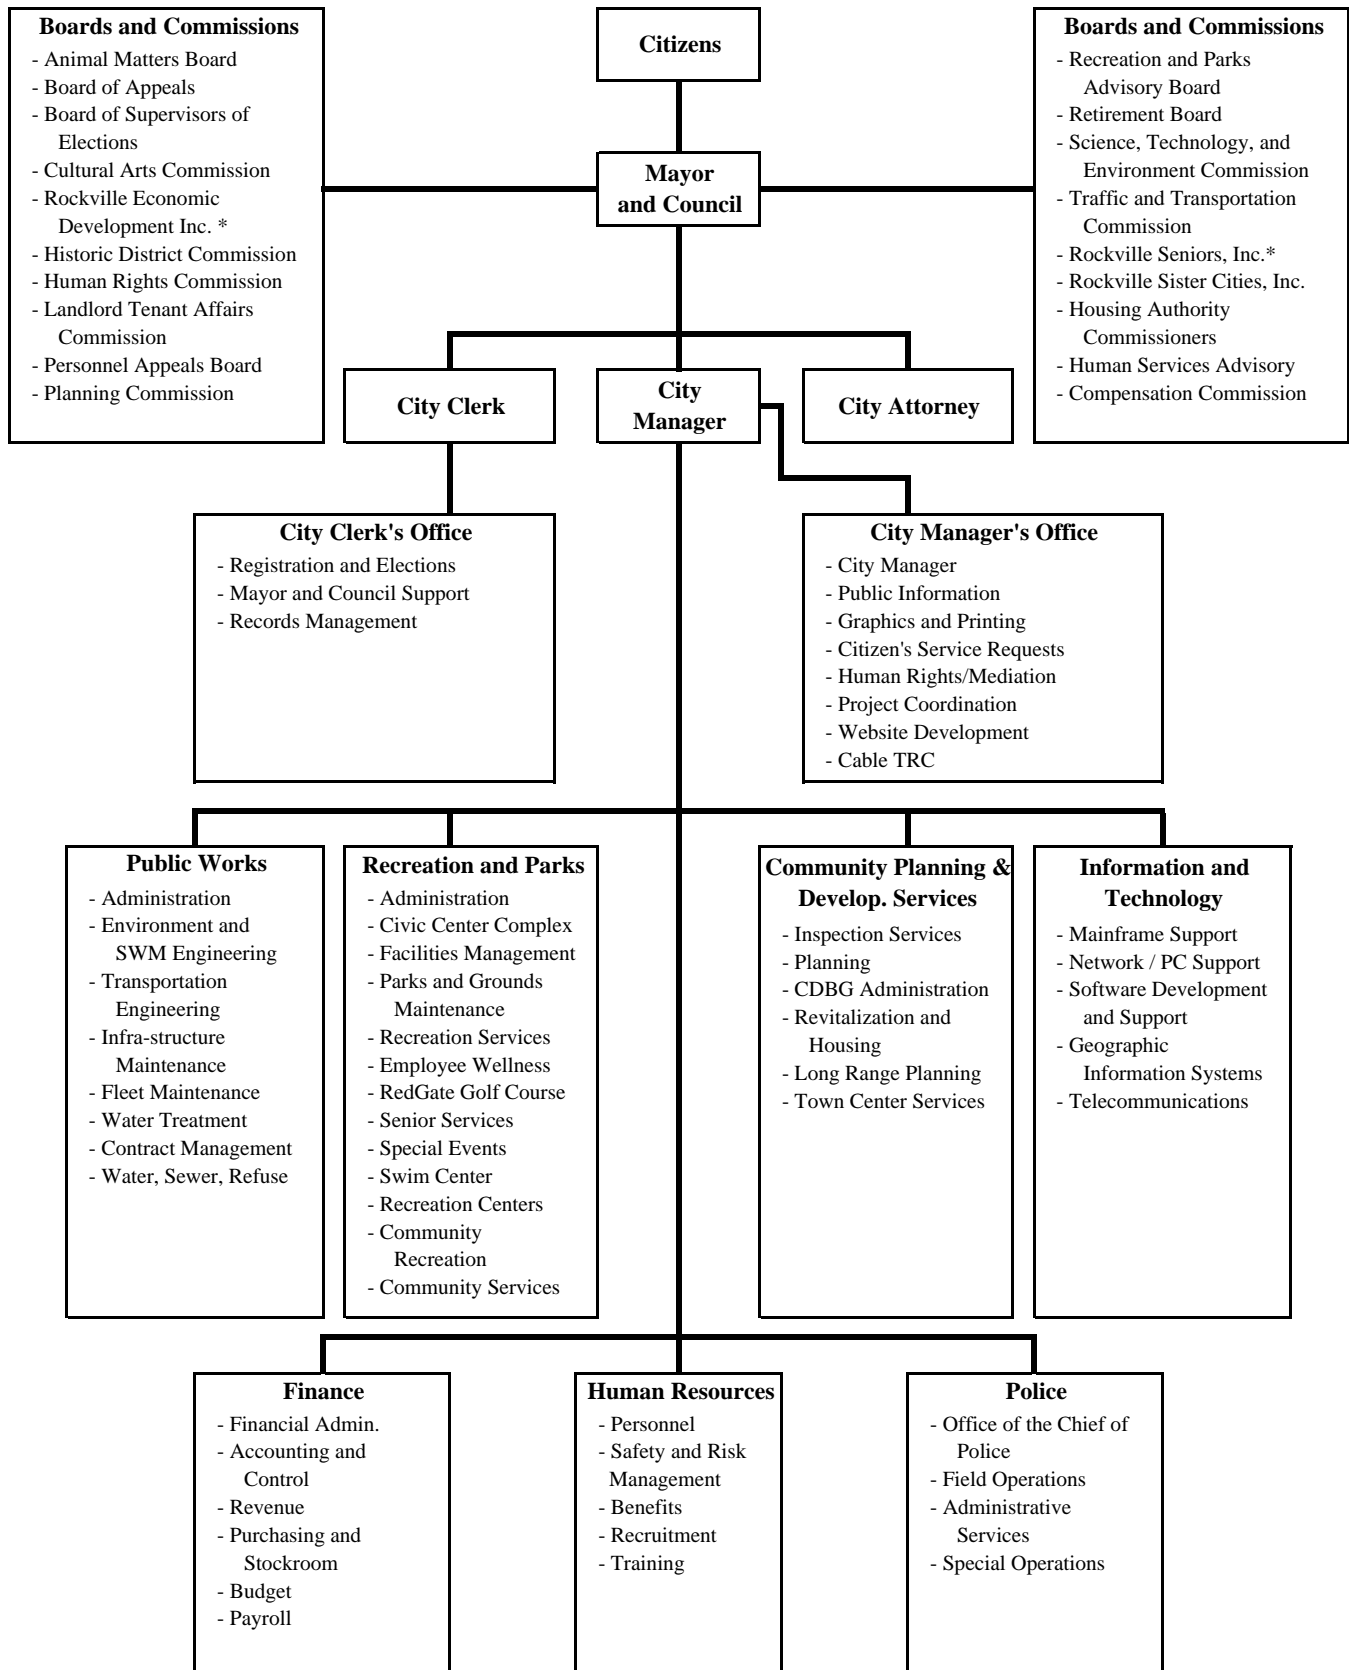 Boards and Commissions
- Animal Matters Board
- Board of Appeals
- Board of Supervisors of
Elections
- Cultural Arts Commission
- Rockville Economic
Development Inc. *
- Historic District Commission
- Human Rights Commission
- Landlord Tenant Affairs
Commission
- Personnel Appeals Board
- Planning Commission
Citizens
Mayor
and Council
Boards and Commissions
- Recreation and Parks
Advisory Board
- Retirement Board
- Science, Technology, and
Environment Commission
- Traffic and Transportation
Commission
- Rockville Seniors, Inc.*
- Rockville Sister Cities, Inc.
- Housing Authority
Commissioners
- Human Services Advisory
- Compensation Commission
City Clerk
City
Manager
City Attorney
City Clerk's Office
- Registration and Elections
- Mayor and Council Support
- Records Management
City Manager's Office
- City Manager
- Public Information
- Graphics and Printing
- Citizen's Service Requests
- Human Rights/Mediation
- Project Coordination
- Website Development
- Cable TRC
Public Works
- Administration
- Environment and
SWM Engineering
- Transportation
Engineering
- Infra-structure
Maintenance
- Fleet Maintenance
- Water Treatment
- Contract Management
- Water, Sewer, Refuse
Recreation and Parks
- Administration
- Civic Center Complex
- Facilities Management
- Parks and Grounds
Maintenance
- Recreation Services
- Employee Wellness
- RedGate Golf Course
- Senior Services
- Special Events
- Swim Center
- Recreation Centers
- Community
Recreation
- Community Services
Community Planning &
Develop. Services
- Inspection Services
- Planning
- CDBG Administration
- Revitalization and
Housing
- Long Range Planning
- Town Center Services
Information and
Technology
- Mainframe Support
- Network / PC Support
- Software Development
and Support
- Geographic
Information Systems
- Telecommunications
Finance
- Financial Admin.
- Accounting and
Control
- Revenue
- Purchasing and
Stockroom
- Budget
- Payroll
Human Resources
- Personnel
- Safety and Risk
Management
- Benefits
- Recruitment
- Training
Police
- Office of the Chief of
Police
- Field Operations
- Administrative
Services
- Special Operations